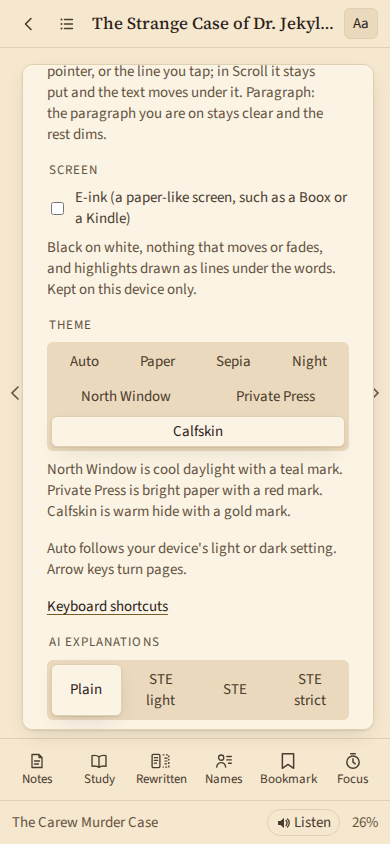 The Strange Case of Dr. Jekyl...
Aa
pointer, or the line you tap; in Scroll it stays
put and the text moves under it. Paragraph:
the paragraph you are on stays clear and the
rest dims.
SCREEN
E-ink (a paper-like screen, such as a Boox or
a Kindle)
Black on white, nothing that moves or fades,
and highlights drawn as lines under the words.
Kept on this device only.
THEME
Auto Paper Sepia Night
North Window Private Press
Calfskin
North Window is cool daylight with a teal mark.
Private Press is bright paper with a red mark.
Calfskin is warm hide with a gold mark.
Auto follows your device's light or dark setting.
Arrow keys turn pages.
Keyboard shortcuts
AI EXPLANATIONS
Plain STE light STE STE strict
Notes Study Rewritten Names Bookmark Focus
The Carew Murder Case Listen 26%